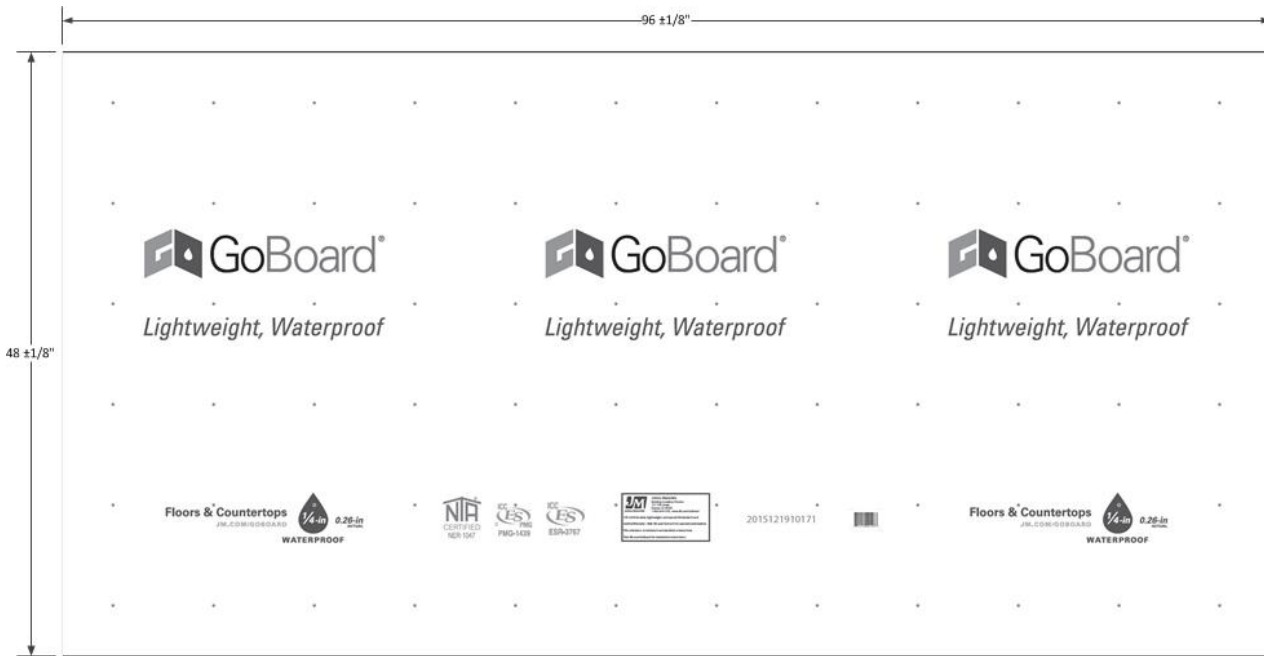 96 ±1/8"
48 ±1/8"
GoBoard®
GoBoard®
GoBoard®
Lightweight, Waterproof
Lightweight, Waterproof
Lightweight, Waterproof
Floors & Countertops
JM.COM/GOBOARD
1/4-in
0.26-in
ACTUAL
WATERPROOF
NTA
CERTIFIED
NER-1047
ICC
ES
PMG
PMG-1439
ICC
ES
ESR-3767
JM
2015121910171
Floors & Countertops
JM.COM/GOBOARD
1/4-in
0.26-in
ACTUAL
WATERPROOF